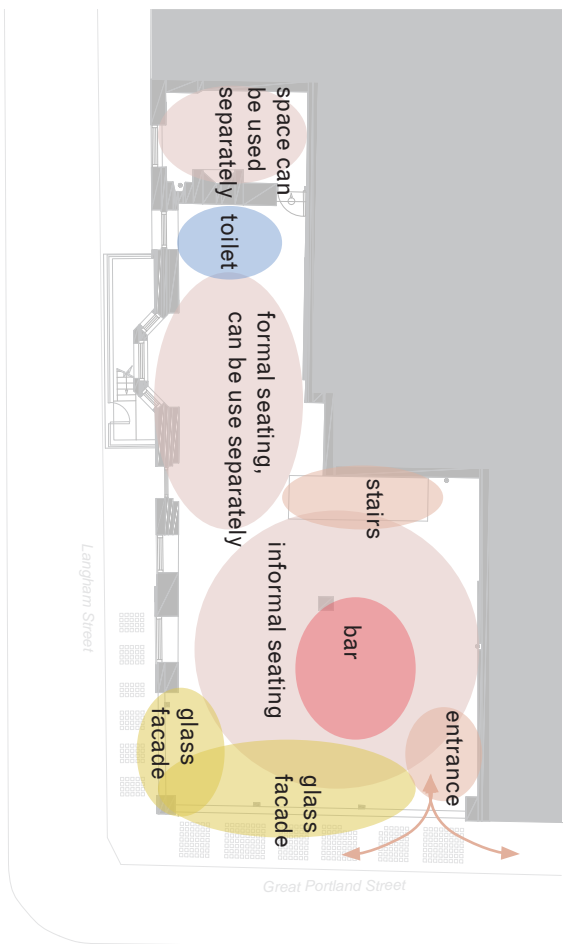 space can
be used
separately
toilet
formal seating,
can be use separately
stairs
informal seating
bar
entrance
glass
facade
glass
facade
Langham Street
Great Portland Street